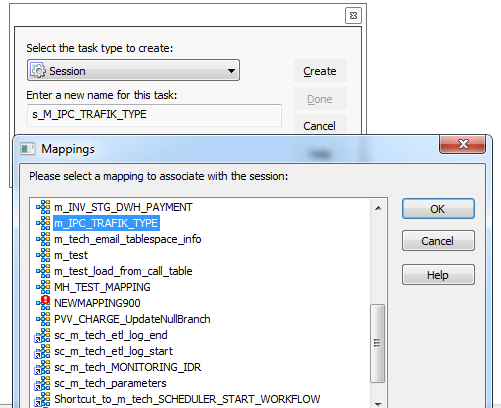 Select the task type to create:
Session
Create
Enter a new name for this task:
Done
s_M_IPC_TRAFIK_TYPE
Cancel
Mappings
Please select a mapping to associate with the session:
m_INV_STG_DWH_PAYMENT
OK
m_IPC_TRAFIK_TYPE
m_tech_email_tablespace_info
Cancel
m_test
m_test_load_from_call_table
Help
MH_TEST_MAPPING
NEWMAPPING900
PVV_CHARGE_UpdateNullBranch
sc_m_tech_etl_log_end
sc_m_tech_etl_log_start
sc_m_tech_MONITORING_IDR
sc_m_tech_parameters
Shortcut_to_m_tech_SCHEDULER_START_WORKFLOW